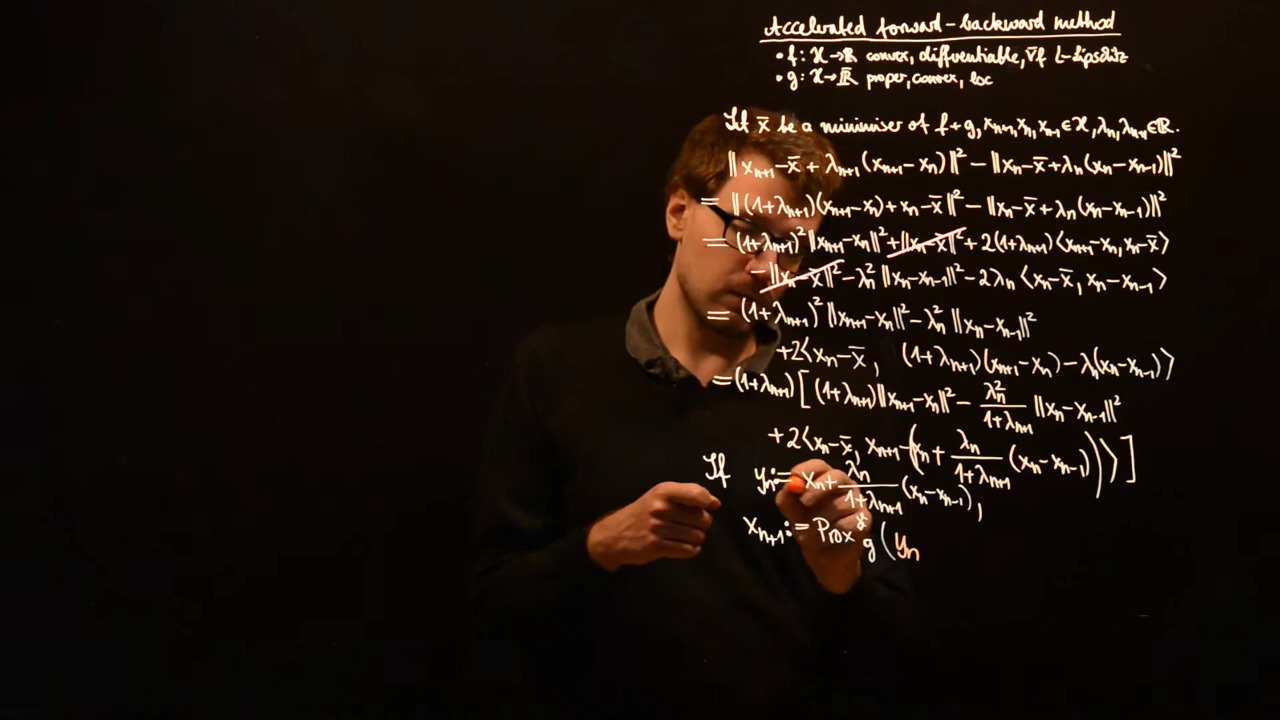 Accelerated forward-backward method
• f: X → ℝ convex, differentiable, ∇f L-Lipschitz
• g: X → ℝ̄ proper, convex, lsc
Let x̄ be a minimiser of f+g, xₙ₊₁, xₙ, xₙ₋₁ ∈ X, λₙ, λₙ₊₁ ∈ ℝ.
‖xₙ₊₁ - x̄ + λₙ₊₁(xₙ₊₁ - xₙ)‖² - ‖xₙ - x̄ + λₙ(xₙ - xₙ₋₁)‖²
= ‖(1+λₙ₊₁)(xₙ₊₁ - xₙ) + xₙ - x̄‖² - ‖xₙ - x̄ + λₙ(xₙ - xₙ₋₁)‖²
= (1+λₙ₊₁)² ‖xₙ₊₁ - xₙ‖² + ‖xₙ - x̄‖² + 2(1+λₙ₊₁)⟨xₙ₊₁ - xₙ, xₙ - x̄⟩
- ‖xₙ - x̄‖² - λₙ² ‖xₙ - xₙ₋₁‖² - 2λₙ ⟨xₙ - x̄, xₙ - xₙ₋₁⟩
= (1+λₙ₊₁)² ‖xₙ₊₁ - xₙ‖² - λₙ² ‖xₙ - xₙ₋₁‖²
+ 2⟨xₙ - x̄, (1+λₙ₊₁)(xₙ₊₁ - xₙ) - λₙ(xₙ - xₙ₋₁)⟩
= (1+λₙ₊₁)[(1+λₙ₊₁)‖xₙ₊₁ - xₙ‖² - λₙ²/(1+λₙ₊₁) ‖xₙ - xₙ₋₁‖²
+ 2⟨xₙ - x̄, xₙ₊₁ - (xₙ + λₙ/(1+λₙ₊₁) (xₙ - xₙ₋₁))⟩]
If yₙ := xₙ + λₙ/(1+λₙ₊₁) (xₙ - xₙ₋₁),
xₙ₊₁ := Prox g (yₙ